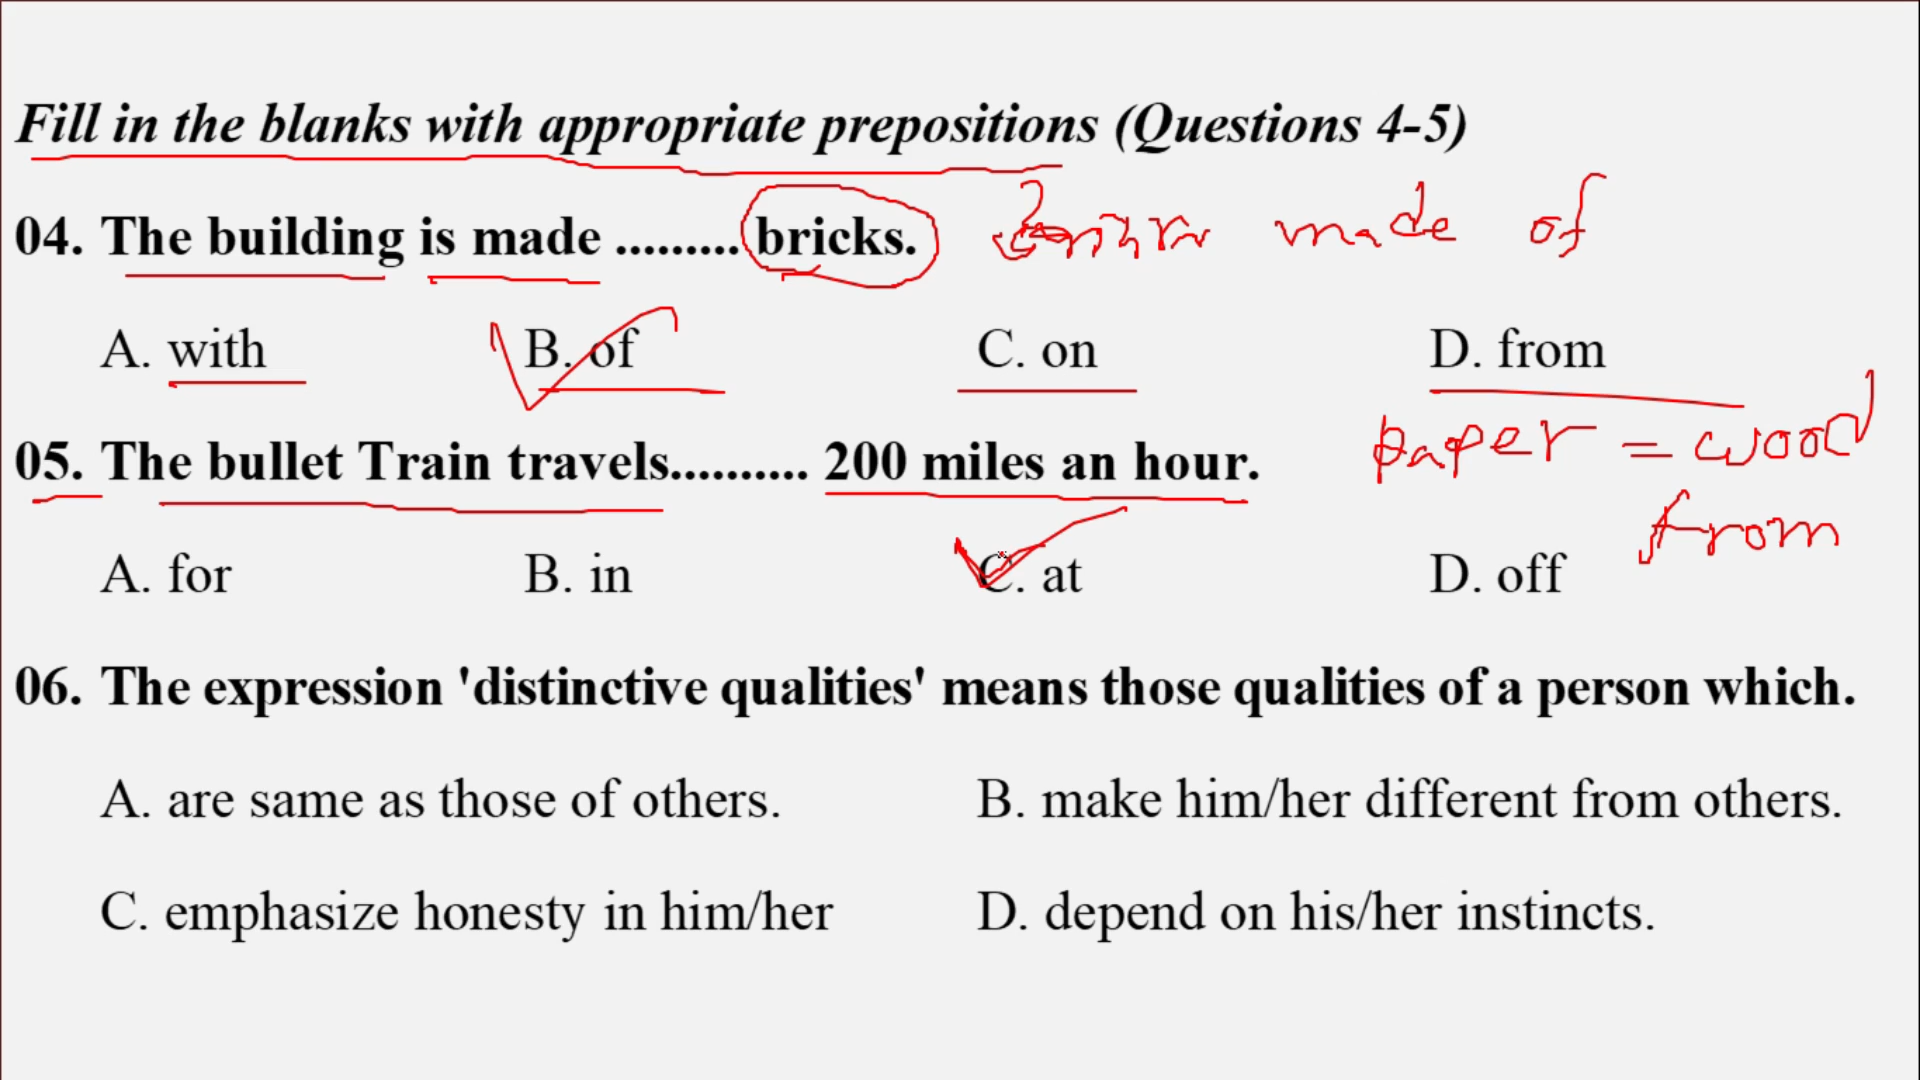 Fill in the blanks with appropriate prepositions (Questions 4-5)
04. The building is made ......... bricks. made of
A. with B. of C. on D. from
paper = wood
05. The bullet Train travels.......... 200 miles an hour.
from
A. for B. in C. at D. off
06. The expression 'distinctive qualities' means those qualities of a person which.
A. are same as those of others. B. make him/her different from others.
C. emphasize honesty in him/her D. depend on his/her instincts.